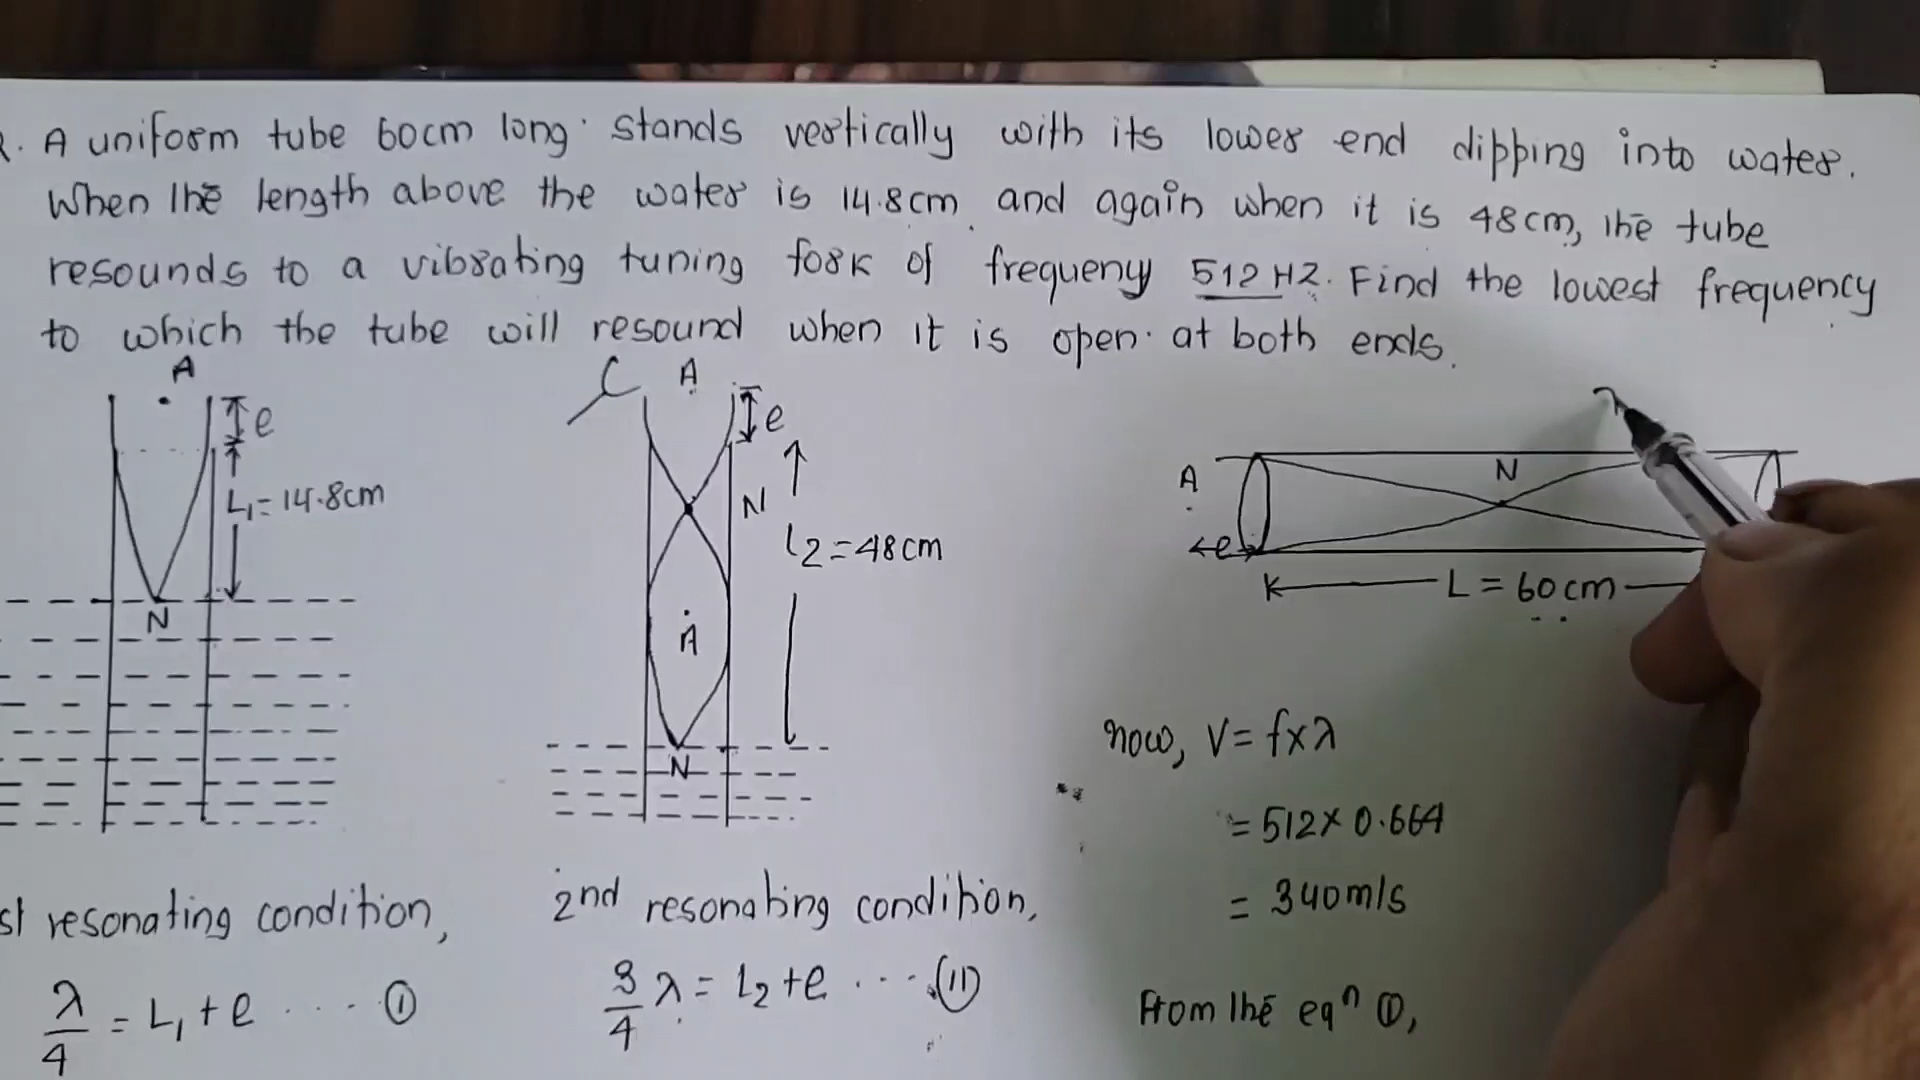 . A uniform tube 60cm long stands vertically with its lower end dipping into water.
When the length above the water is 14.8cm and again when it is 48cm, the tube
resounds to a vibrating tuning fork of frequeny 512 HZ. Find the lowest frequency
to which the tube will resound when it is open at both ends.
A
e
L₁ = 14.8cm
N
A
e
N
l2 = 48cm
A
N
A
N
e
L = 60cm
now, V = f×λ
= 512×0.664
= 340m/s
From the eqⁿ ①,
st resonating condition,
λ/4 = L₁ + e .... ①
2nd resonating condition,
3/4 λ = L₂ + e .... (II)